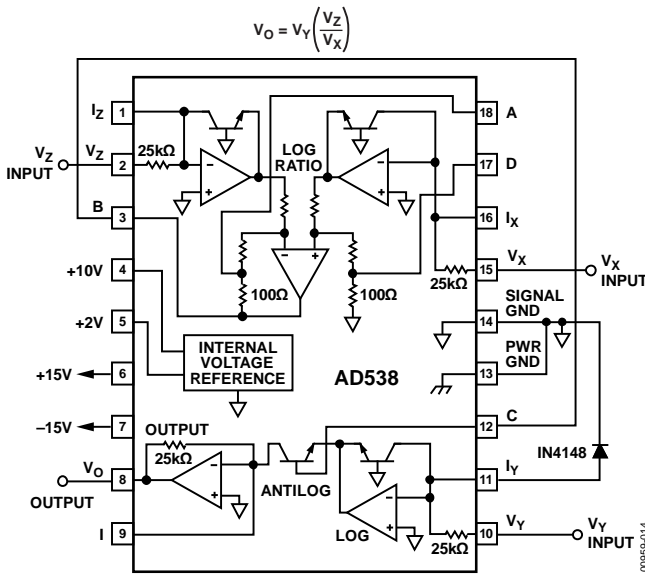 V_O = V_Y (V_Z / V_X)
I_Z 1
V_Z INPUT
V_Z 2
25kΩ
B 3
+10V 4
+2V 5
+15V 6
–15V 7
V_O 8
OUTPUT
I 9
LOG RATIO
100Ω
100Ω
INTERNAL VOLTAGE REFERENCE
AD538
OUTPUT
25kΩ
ANTILOG
LOG
25kΩ
25kΩ
18 A
17 D
16 I_X
15 V_X
V_X INPUT
14 SIGNAL GND
13 PWR GND
12 C
IN4148
11 I_Y
10 V_Y
V_Y INPUT
00959-014